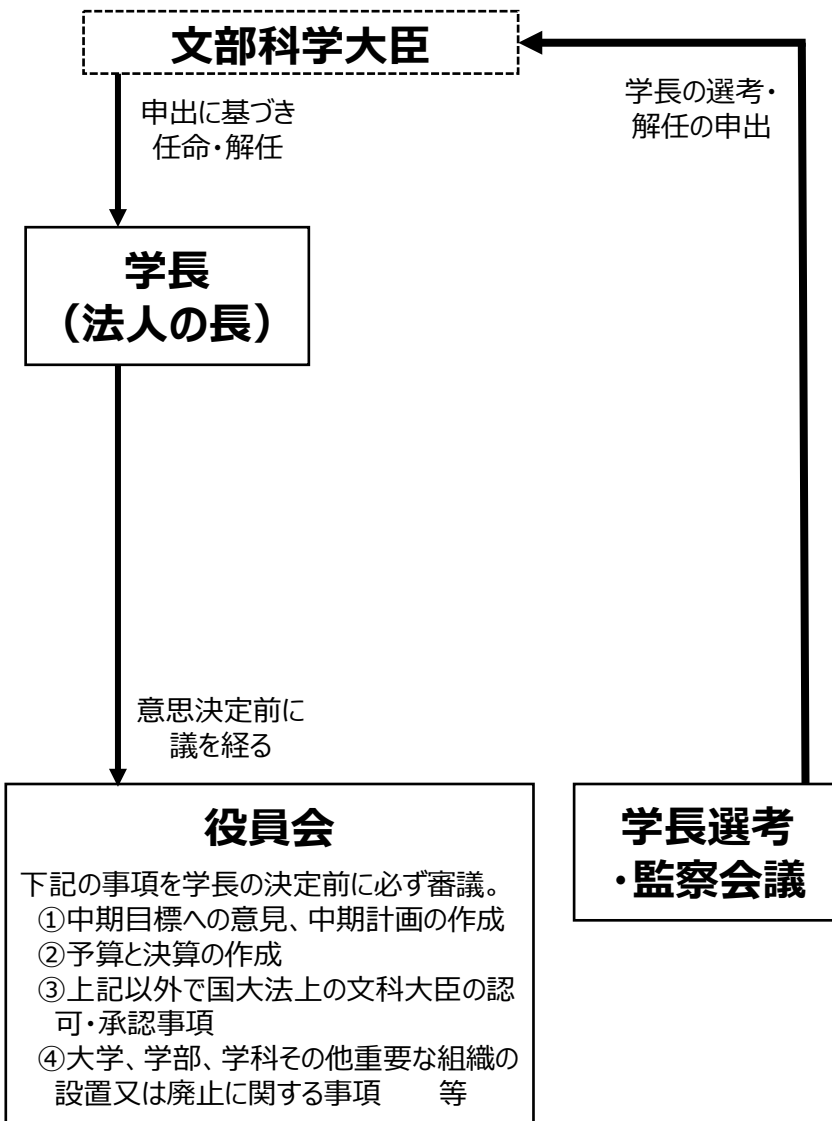 文部科学大臣
申出に基づき
任命・解任
学長の選考・
解任の申出
学長
（法人の長）
意思決定前に
議を経る
役員会
下記の事項を学長の決定前に必ず審議。
①中期目標への意見、中期計画の作成
②予算と決算の作成
③上記以外で国大法上の文科大臣の認
可・承認事項
④大学、学部、学科その他重要な組織の
設置又は廃止に関する事項　　等
学長選考
・監察会議